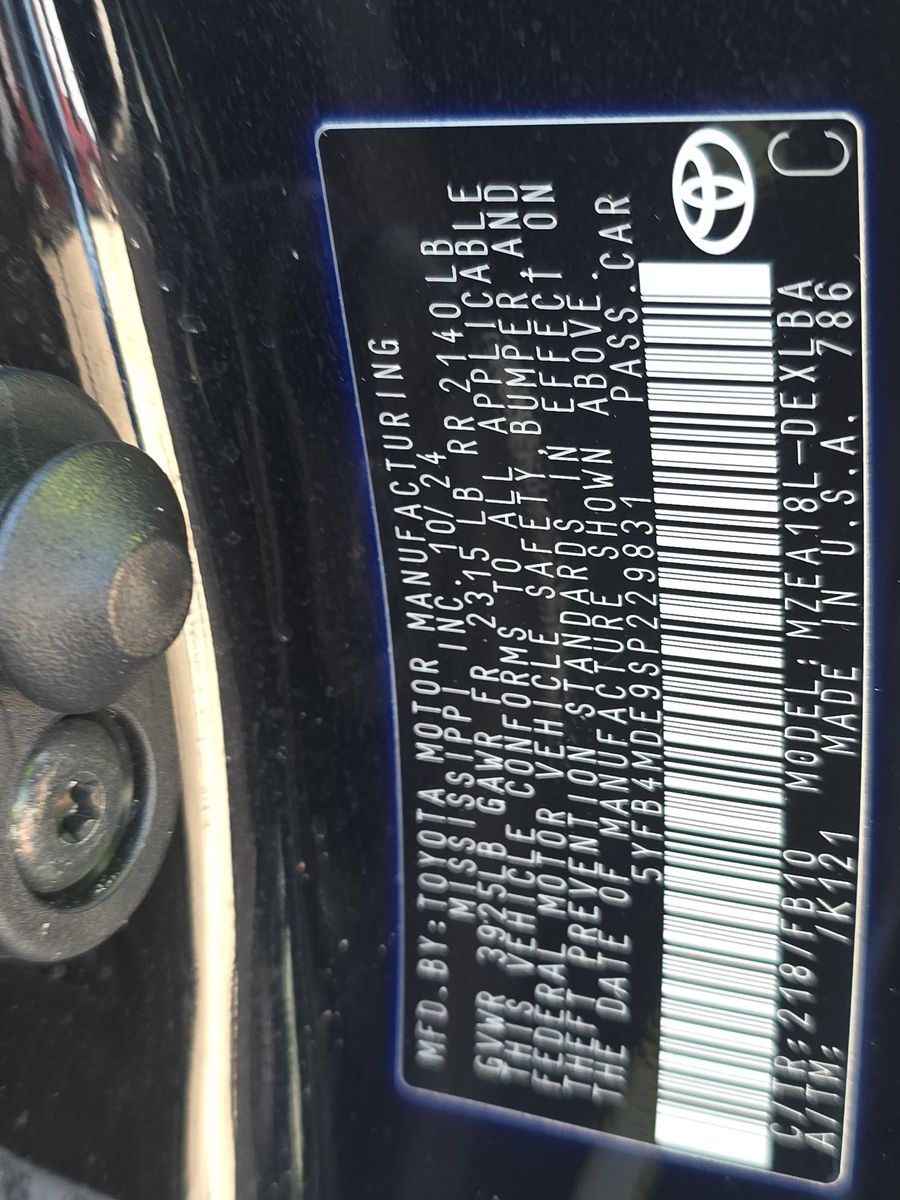 MFD.BY:TOYOTA MOTOR MANUFACTURING
MISSISSIPPI INC. 10/24
GVWR 3925LB GAWR FR 2315 LB RR 2140LB
THIS VEHICLE CONFORMS TO ALL APPLICABLE
FEDERAL MOTOR VEHICLE SAFETY, BUMPER, AND
THEFT PREVENTION STANDARDS IN EFFECT ON
THE DATE OF MANUFACTURE SHOWN ABOVE.
5YFB4MDE9SP229831 PASS.CAR
C/TR:218/FB10 MODEL:MZEA18L-DEXLBA
A/TM: /K121 MADE IN U.S.A. 786
C